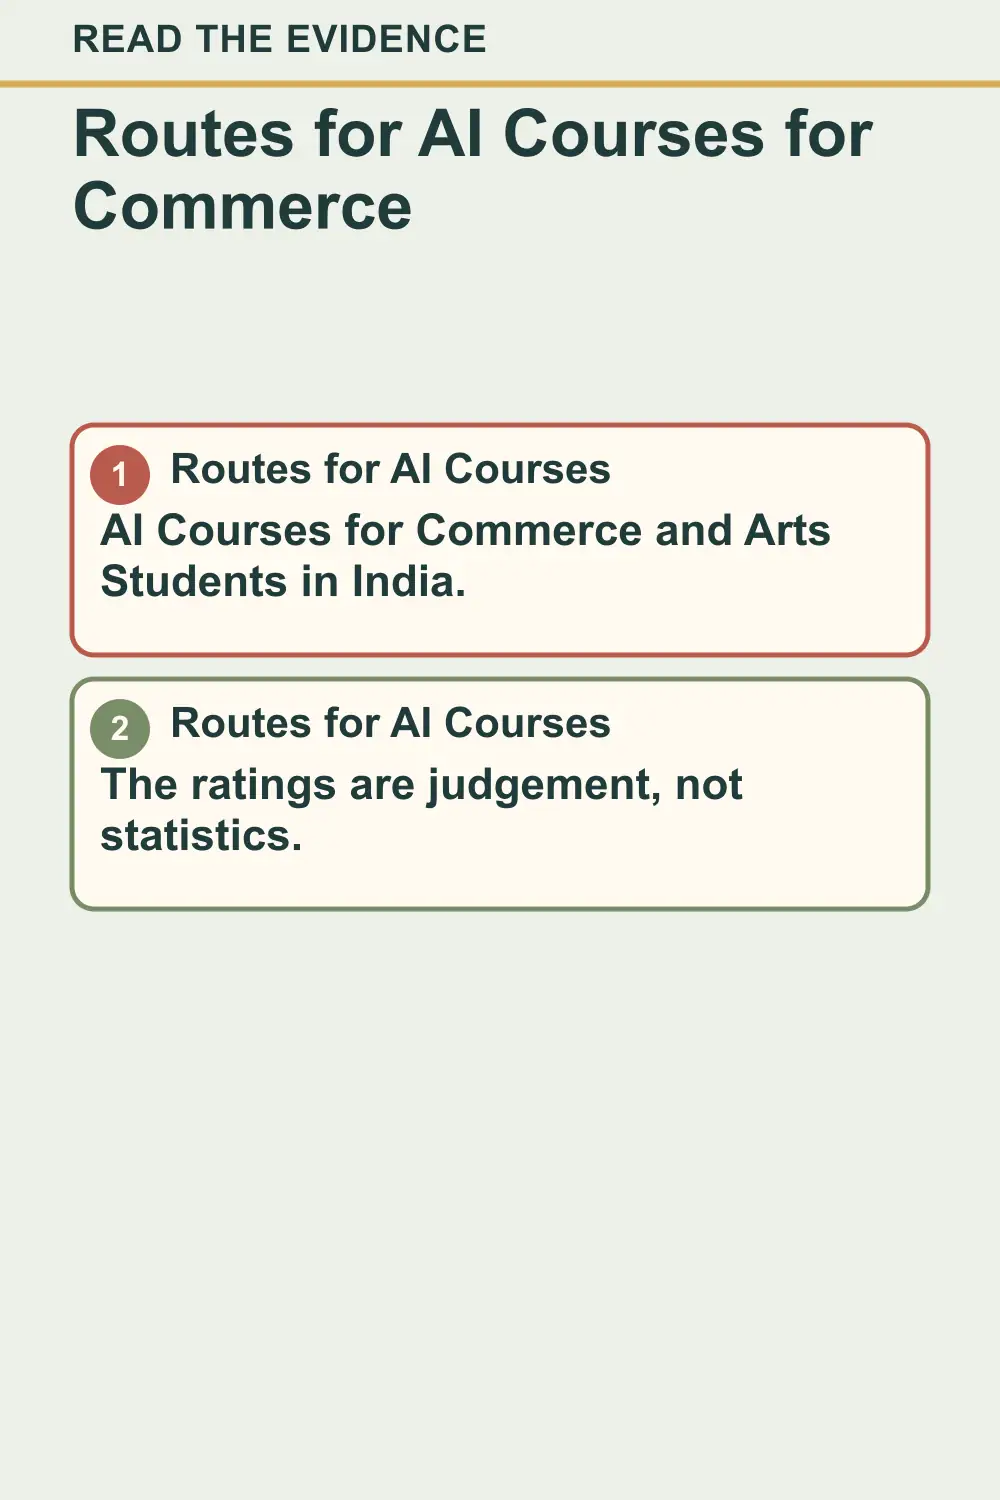 READ THE EVIDENCE
Routes for AI Courses for
Commerce
1 Routes for AI Courses
AI Courses for Commerce and Arts
Students in India.
2 Routes for AI Courses
The ratings are judgement, not
statistics.